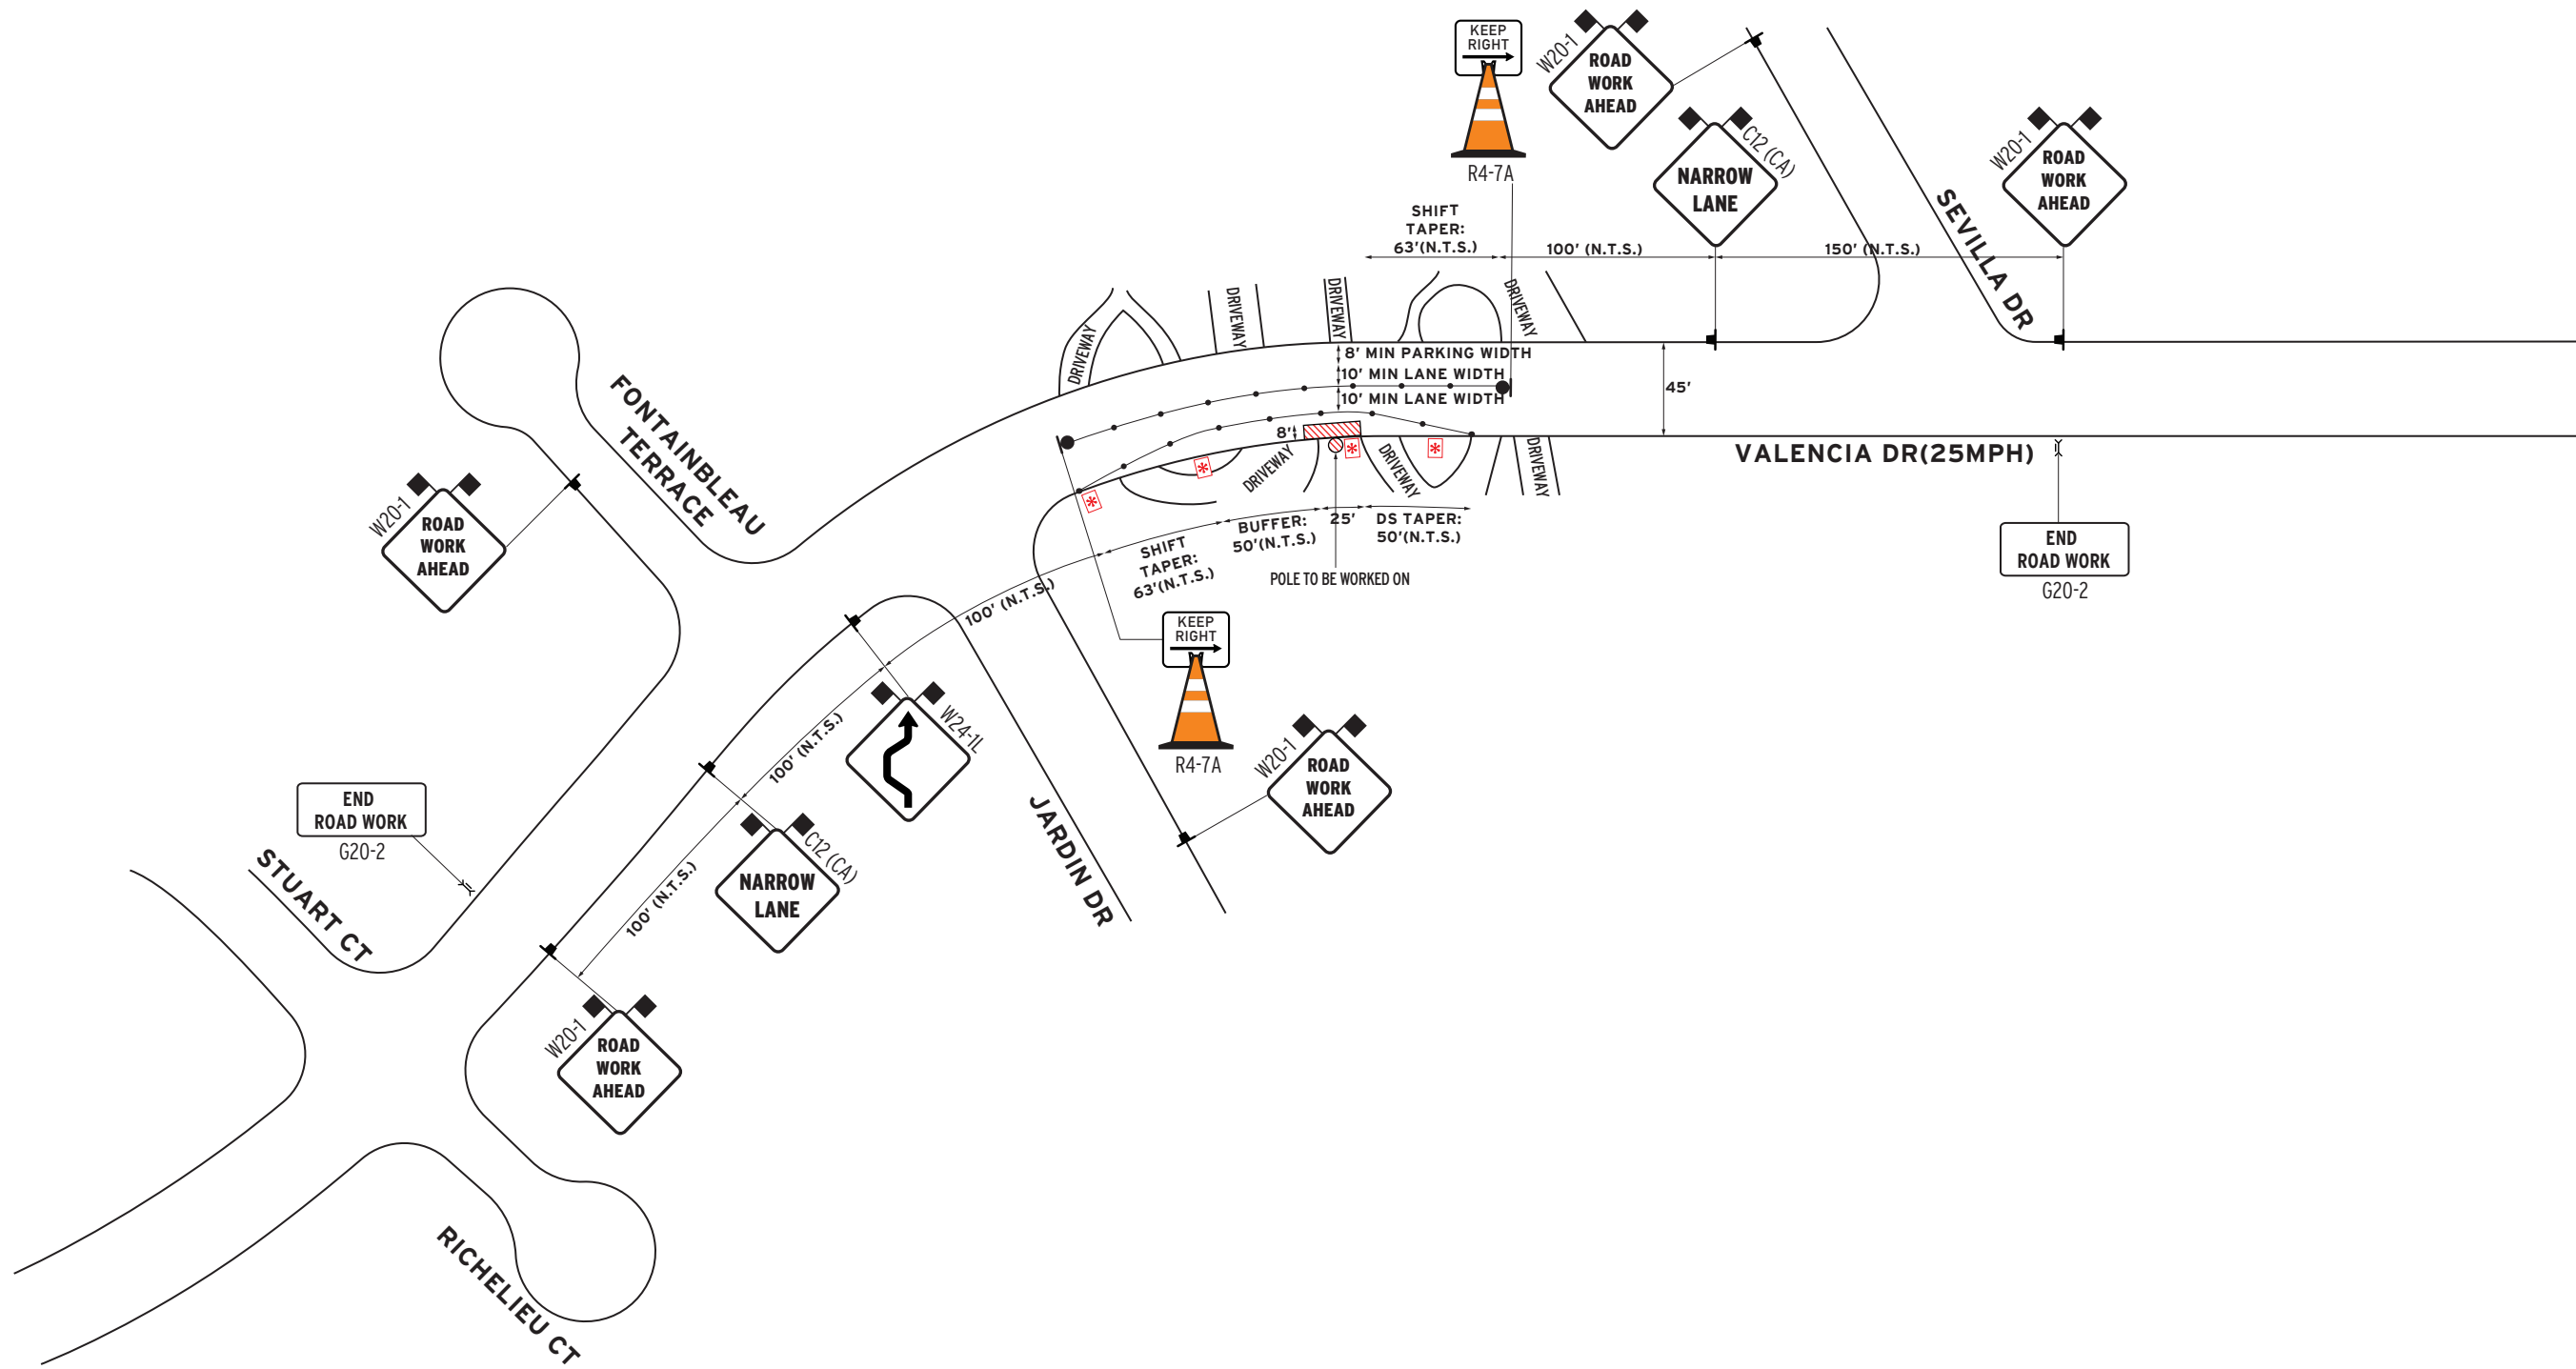 KEEP
RIGHT
R4-7A
W20-1
ROAD
WORK
AHEAD
C12 (CA)
NARROW
LANE
W20-1
ROAD
WORK
AHEAD
SEVILLA DR
SHIFT
TAPER:
63'(N.T.S.)
100' (N.T.S.)
150' (N.T.S.)
DRIVEWAY
DRIVEWAY
DRIVEWAY
DRIVEWAY
8' MIN PARKING WIDTH
10' MIN LANE WIDTH
10' MIN LANE WIDTH
45'
8'
*
*
*
*
DRIVEWAY
DRIVEWAY
DRIVEWAY
VALENCIA DR(25MPH)
END
ROAD WORK
G20-2
FONTAINBLEAU
TERRACE
W20-1
ROAD
WORK
AHEAD
SHIFT
TAPER:
63'(N.T.S.)
BUFFER:
50'(N.T.S.)
25'
DS TAPER:
50'(N.T.S.)
POLE TO BE WORKED ON
100' (N.T.S.)
KEEP
RIGHT
R4-7A
W24-1L
100' (N.T.S.)
W20-1
ROAD
WORK
AHEAD
JARDIN DR
END
ROAD WORK
G20-2
STUART CT
C12 (CA)
NARROW
LANE
100' (N.T.S.)
W20-1
ROAD
WORK
AHEAD
RICHELIEU CT